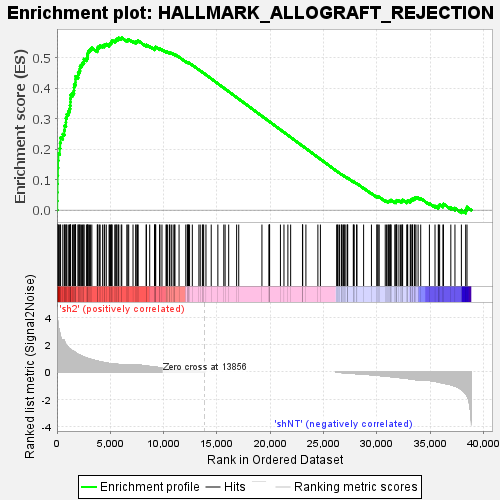 Enrichment plot: HALLMARK_ALLOGRAFT_REJECTION
Enrichment score (ES)
0.5
0.4
0.3
0.2
0.1
0.0
'sh2' (positively correlated)
Ranked list metric (Signal2Noise)
4
2
0
-2
-4
Zero cross at 13856
'shNT' (negatively correlated)
0
5,000
10,000
15,000
20,000
25,000
30,000
35,000
40,000
Rank in Ordered Dataset
Enrichment profile
Hits
Ranking metric scores